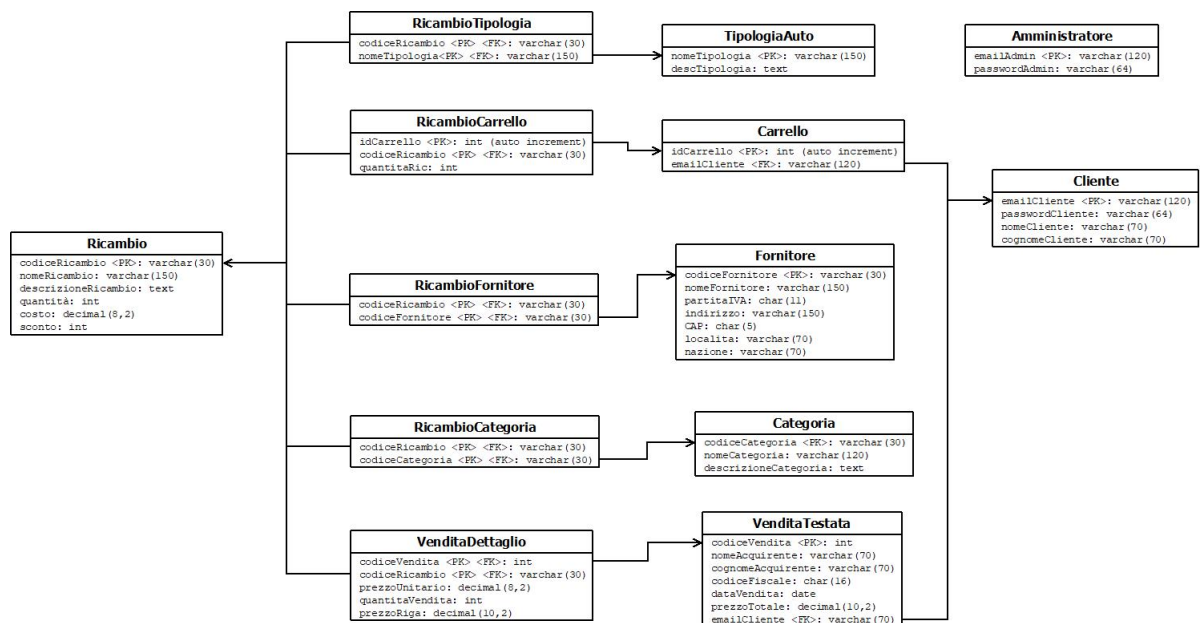 RicambioTipologia
codiceRicambio <PK> <FK>: varchar(30)
nomeTipologia<PK> <FK>: varchar(150)
TipologiaAuto
nomeTipologia <PK>: varchar(150)
descTipologia: text
Amministratore
emailAdmin <PK>: varchar(120)
passwordAdmin: varchar(64)
RicambioCarrello
idCarrello <PK>: int (auto increment)
codiceRicambio <PK> <FK>: varchar(30)
quantitaRic: int
Carrello
idCarrello <PK>: int (auto increment)
emailCliente <FK>: varchar(120)
Cliente
emailCliente <PK>: varchar(120)
passwordCliente: varchar(64)
nomeCliente: varchar(70)
cognomeCliente: varchar(70)
Ricambio
codiceRicambio <PK>: varchar(30)
nomeRicambio: varchar(150)
descrizioneRicambio: text
quantità: int
costo: decimal(8,2)
sconto: int
RicambioFornitore
codiceRicambio <PK> <FK>: varchar(30)
codiceFornitore <PK> <FK>: varchar(30)
Fornitore
codiceFornitore <PK>: varchar(30)
nomeFornitore: varchar(150)
partitaIVA: char(11)
indirizzo: varchar(150)
CAP: char(5)
localita: varchar(70)
nazione: varchar(70)
RicambioCategoria
codiceRicambio <PK> <FK>: varchar(30)
codiceCategoria <PK> <FK>: varchar(30)
Categoria
codiceCategoria <PK>: varchar(30)
nomeCategoria: varchar(120)
descrizioneCategoria: text
VenditaDettaglio
codiceVendita <PK> <FK>: int
codiceRicambio <PK> <FK>: varchar(30)
prezzoUnitario: decimal(8,2)
quantitaVendita: int
prezzoRiga: decimal(10,2)
VenditaTestata
codiceVendita <PK>: int
nomeAcquirente: varchar(70)
cognomeAcquirente: varchar(70)
codiceFiscale: char(16)
dataVendita: date
prezzoTotale: decimal(10,2)
emailCliente <FK>: varchar(70)